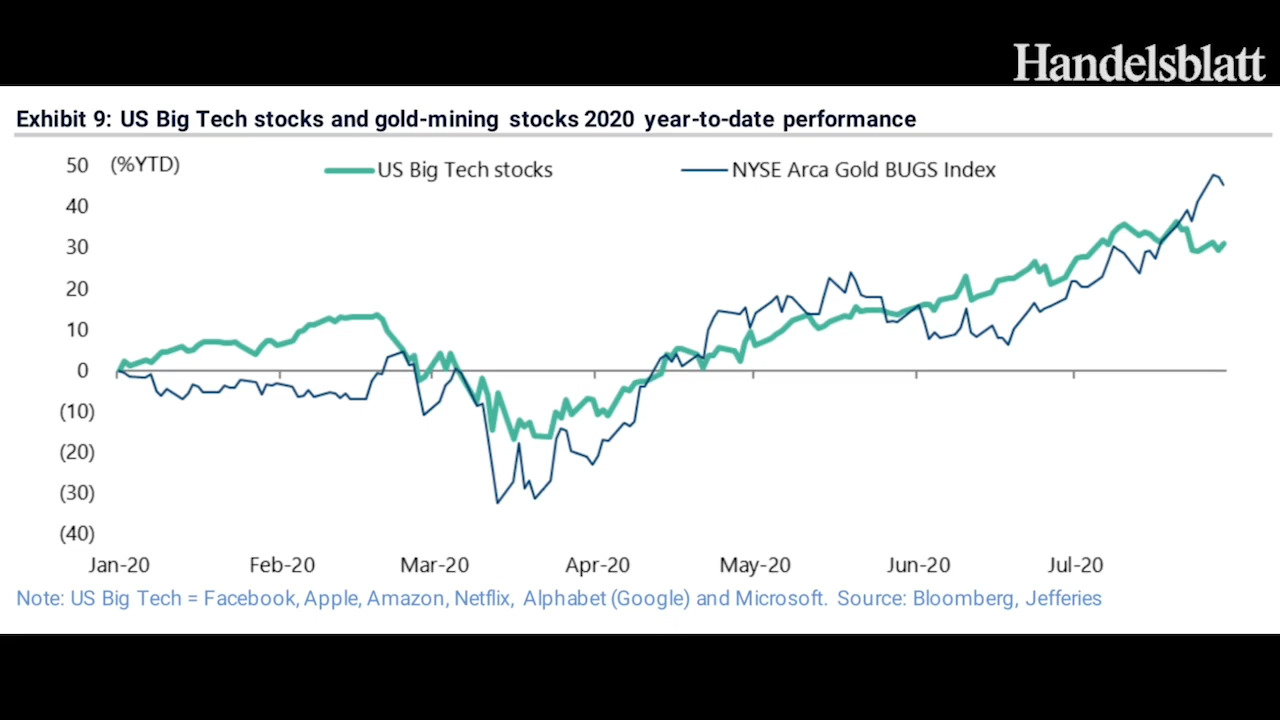 Handelsblatt
Exhibit 9: US Big Tech stocks and gold-mining stocks 2020 year-to-date performance
50 (%YTD) US Big Tech stocks NYSE Arca Gold BUGS Index
40
30
20
10
0
(10)
(20)
(30)
(40)
Jan-20 Feb-20 Mar-20 Apr-20 May-20 Jun-20 Jul-20
Note: US Big Tech = Facebook, Apple, Amazon, Netflix, Alphabet (Google) and Microsoft. Source: Bloomberg, Jefferies